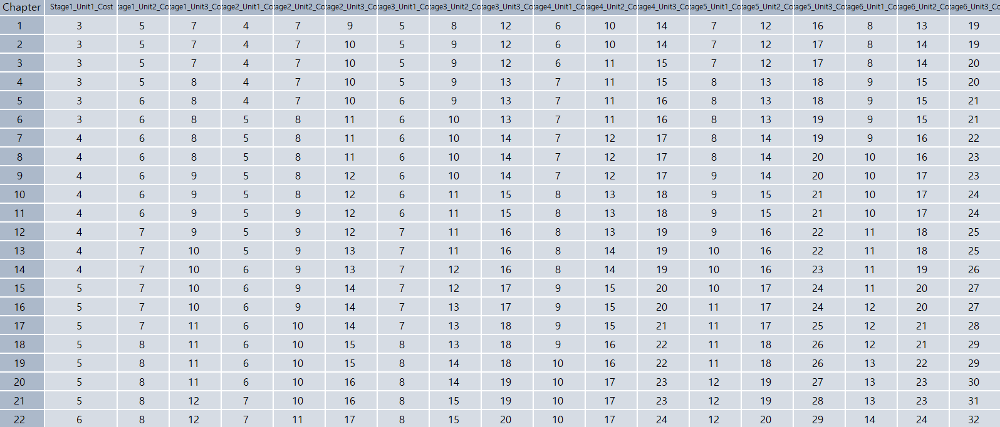 Chapter Stage1_Unit1_Cost tage1_Unit2_Co tage1_Unit3_Co tage2_Unit1_Co tage2_Unit2_Co tage2_Unit3_Co tage3_Unit1_Co tage3_Unit2_Co tage3_Unit3_Co tage4_Unit1_Co tage4_Unit2_Co tage4_Unit3_Co tage5_Unit1_Co tage5_Unit2_Co tage5_Unit3_Co tage6_Unit1_Co tage6_Unit2_Co tage6_Unit3_Co
1 3 5 7 4 7 9 5 8 12 6 10 14 7 12 16 8 13 19
2 3 5 7 4 7 10 5 9 12 6 10 14 7 12 17 8 14 19
3 3 5 7 4 7 10 5 9 12 6 11 15 7 12 17 8 14 20
4 3 5 8 4 7 10 5 9 13 7 11 15 8 13 18 9 15 20
5 3 6 8 4 7 10 6 9 13 7 11 16 8 13 18 9 15 21
6 3 6 8 5 8 11 6 10 13 7 11 16 8 13 19 9 15 21
7 4 6 8 5 8 11 6 10 14 7 12 17 8 14 19 9 16 22
8 4 6 8 5 8 11 6 10 14 7 12 17 8 14 20 10 16 23
9 4 6 9 5 8 12 6 10 14 7 12 17 9 14 20 10 17 23
10 4 6 9 5 8 12 6 11 15 8 13 18 9 15 21 10 17 24
11 4 6 9 5 9 12 6 11 15 8 13 18 9 15 21 10 17 24
12 4 7 9 5 9 12 7 11 16 8 13 19 9 16 22 11 18 25
13 4 7 10 5 9 13 7 11 16 8 14 19 10 16 22 11 18 25
14 4 7 10 6 9 13 7 12 16 8 14 19 10 16 23 11 19 26
15 5 7 10 6 9 14 7 12 17 9 15 20 10 17 24 11 20 27
16 5 7 10 6 9 14 7 13 17 9 15 20 11 17 24 12 20 27
17 5 7 11 6 10 14 7 13 18 9 15 21 11 17 25 12 21 28
18 5 8 11 6 10 15 8 13 18 9 16 22 11 18 26 12 21 29
19 5 8 11 6 10 15 8 14 18 10 16 22 11 18 26 13 22 29
20 5 8 11 6 10 16 8 14 19 10 17 23 12 19 27 13 23 30
21 5 8 12 7 10 16 8 15 19 10 17 23 12 19 28 13 23 31
22 6 8 12 7 11 17 8 15 20 10 17 24 12 20 29 14 24 32